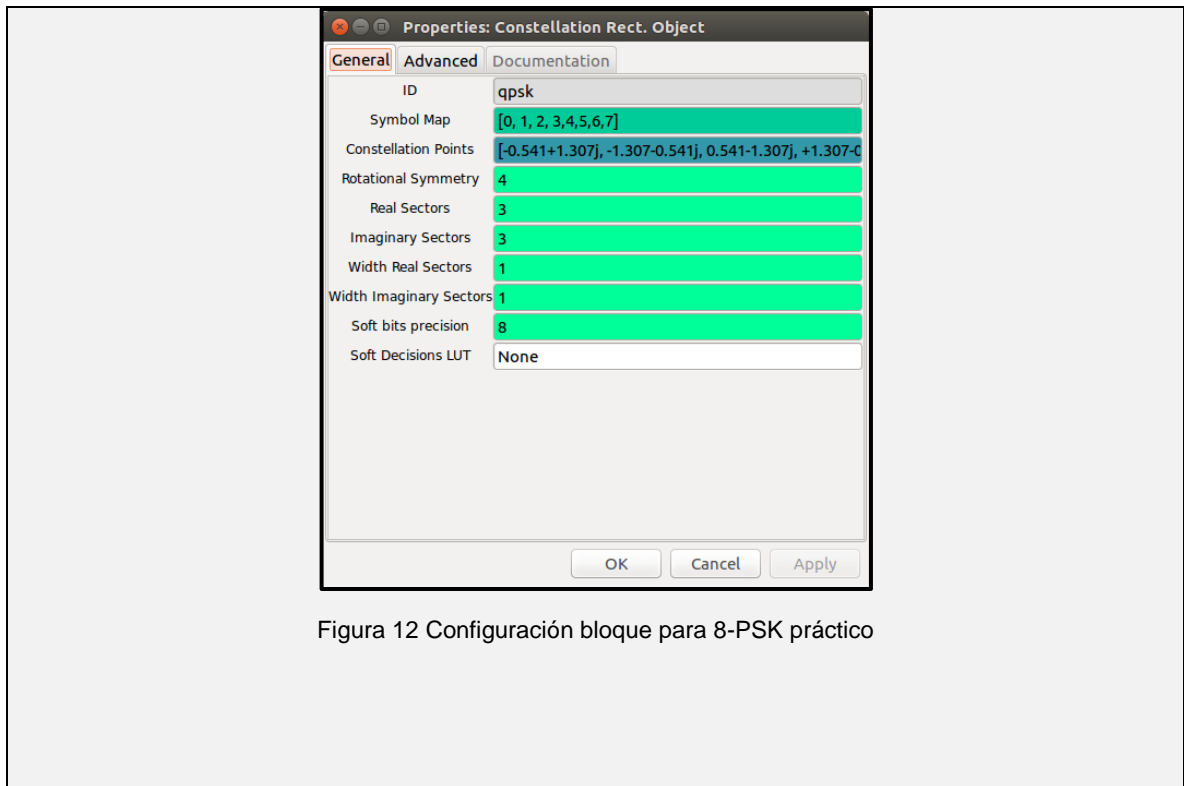 Properties: Constellation Rect. Object
General Advanced Documentation
ID qpsk
Symbol Map [0, 1, 2, 3,4,5,6,7]
Constellation Points [-0.541+1.307j, -1.307-0.541j, 0.541-1.307j, +1.307-0
Rotational Symmetry 4
Real Sectors 3
Imaginary Sectors 3
Width Real Sectors 1
Width Imaginary Sectors 1
Soft bits precision 8
Soft Decisions LUT None
OK Cancel Apply
Figura 12 Configuración bloque para 8-PSK práctico